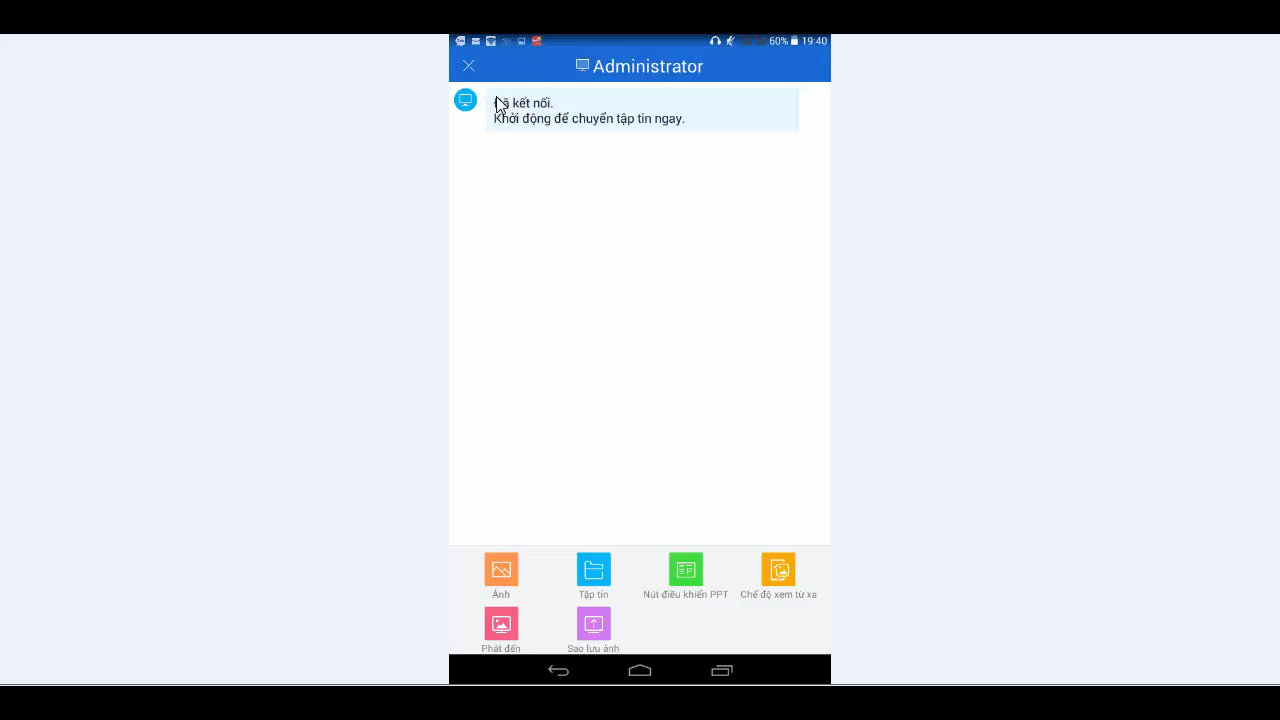 60% 19:40
Administrator
kết nối.
Khởi động để chuyển tập tin ngay.
Ảnh
Tập tin
Nút điều khiển PPT
Chế độ xem từ xa
Phát đến
Sao lưu ảnh